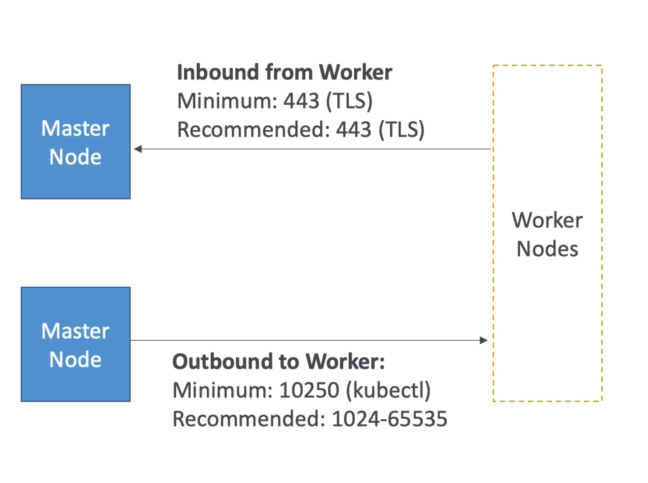 Inbound from Worker
Minimum: 443 (TLS)
Recommended: 443 (TLS)
Master
Node
Worker
Nodes
Master
Node
Outbound to Worker:
Minimum: 10250 (kubectl)
Recommended: 1024-65535